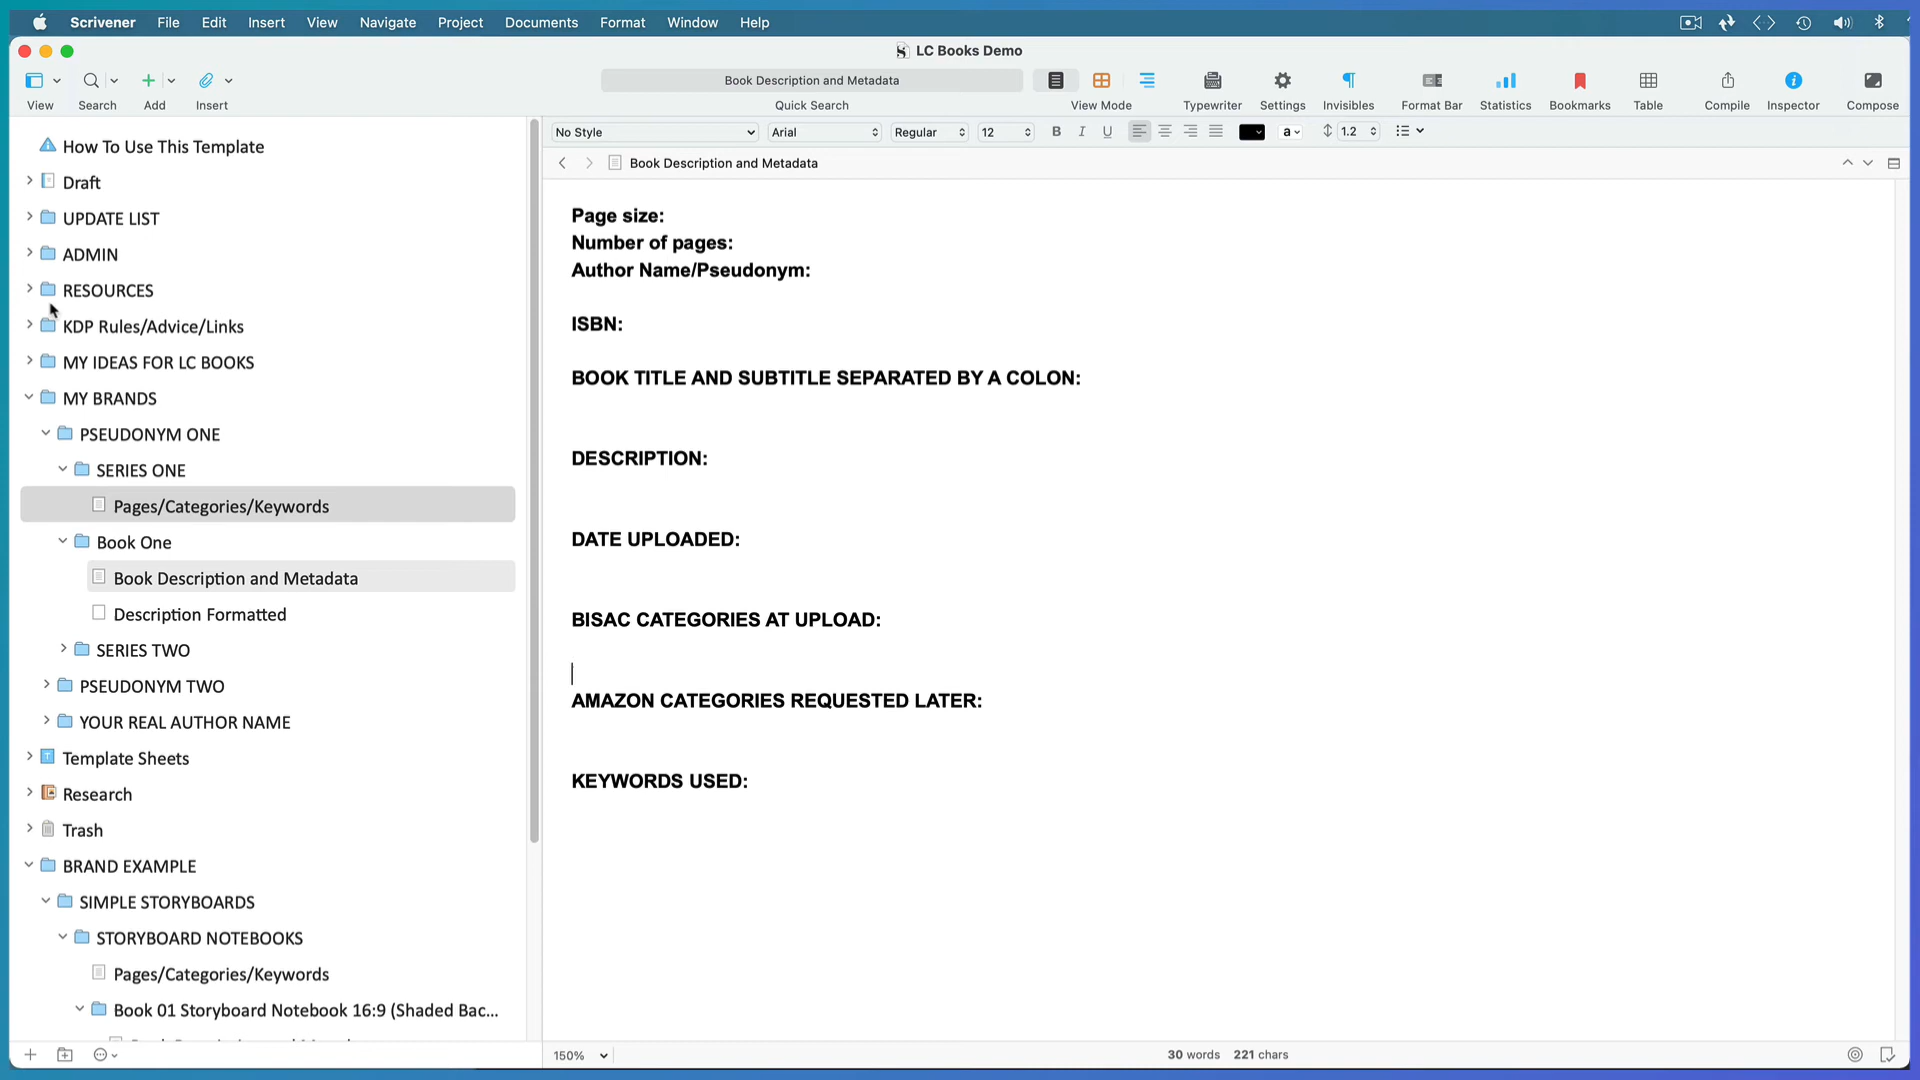 Scrivener File Edit Insert View Navigate Project Documents Format Window Help
LC Books Demo
Book Description and Metadata
View Search Add Insert Quick Search View Mode Typewriter Settings Invisibles Format Bar Statistics Bookmarks Table Compile Inspector Compose
No Style Arial Regular 12 B I U a 1.2
Book Description and Metadata
How To Use This Template
Draft
UPDATE LIST
ADMIN
RESOURCES
KDP Rules/Advice/Links
MY IDEAS FOR LC BOOKS
MY BRANDS
PSEUDONYM ONE
SERIES ONE
Pages/Categories/Keywords
Book One
Book Description and Metadata
Description Formatted
SERIES TWO
PSEUDONYM TWO
YOUR REAL AUTHOR NAME
Template Sheets
Research
Trash
BRAND EXAMPLE
SIMPLE STORYBOARDS
STORYBOARD NOTEBOOKS
Pages/Categories/Keywords
Book 01 Storyboard Notebook 16:9 (Shaded Bac...
Page size:
Number of pages:
Author Name/Pseudonym:
ISBN:
BOOK TITLE AND SUBTITLE SEPARATED BY A COLON:
DESCRIPTION:
DATE UPLOADED:
BISAC CATEGORIES AT UPLOAD:
AMAZON CATEGORIES REQUESTED LATER:
KEYWORDS USED:
150% 30 words 221 chars